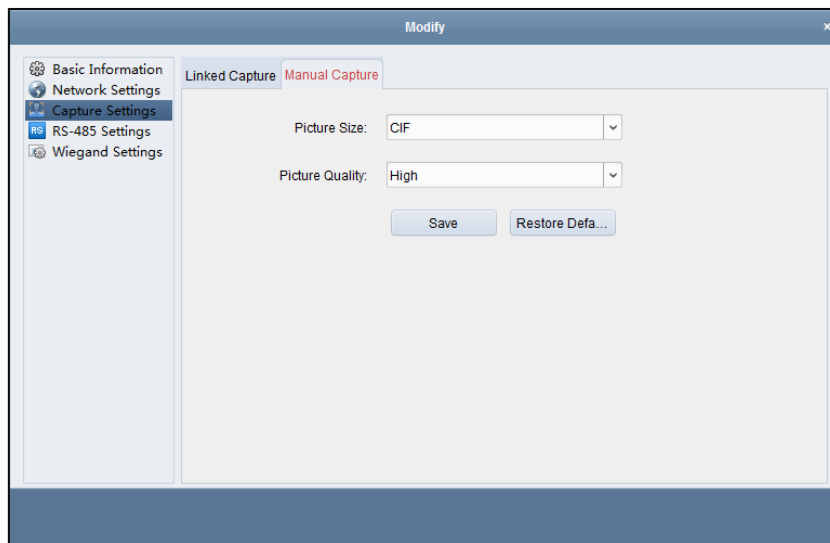 Modify
×
Basic Information
Network Settings
Capture Settings
RS RS-485 Settings
Wiegand Settings
Linked Capture Manual Capture
Picture Size: CIF
Picture Quality: High
Save Restore Defa...